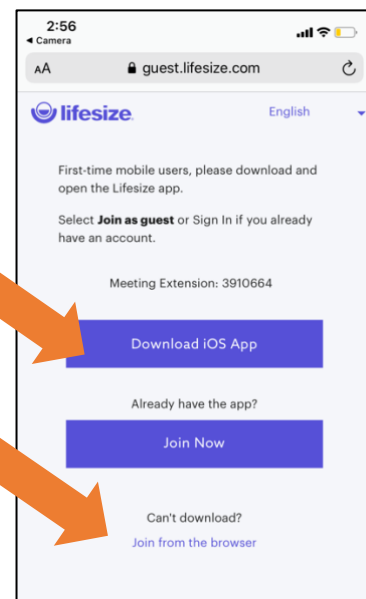 2:56
◀ Camera
AA guest.lifesize.com
lifesize English
First-time mobile users, please download and
open the Lifesize app.
Select Join as guest or Sign In if you already
have an account.
Meeting Extension: 3910664
Download iOS App
Already have the app?
Join Now
Can't download?
Join from the browser